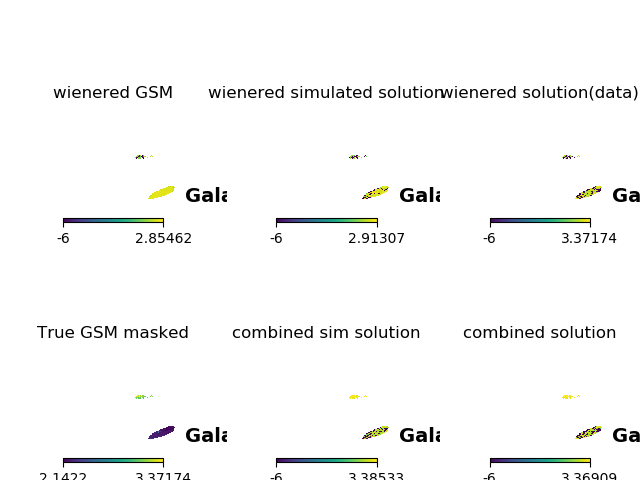 wienered GSM
wienered simulated solution
wienered solution(data)
Gala
Gala
Ga
-6 2.85462
-6 2.91307
-6 3.37174
True GSM masked
combined sim solution
combined solution
Gala
Gala
Ga
2.1422 3.37174
-6 3.38533
-6 3.36909